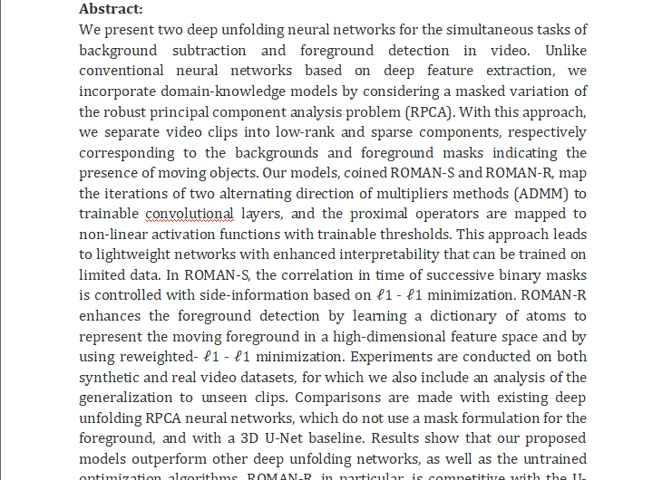 Abstract:
We present two deep unfolding neural networks for the simultaneous tasks of
background subtraction and foreground detection in video. Unlike
conventional neural networks based on deep feature extraction, we
incorporate domain-knowledge models by considering a masked variation of
the robust principal component analysis problem (RPCA). With this approach,
we separate video clips into low-rank and sparse components, respectively
corresponding to the backgrounds and foreground masks indicating the
presence of moving objects. Our models, coined ROMAN-S and ROMAN-R, map
the iterations of two alternating direction of multipliers methods (ADMM) to
trainable convolutional layers, and the proximal operators are mapped to
non-linear activation functions with trainable thresholds. This approach leads
to lightweight networks with enhanced interpretability that can be trained on
limited data. In ROMAN-S, the correlation in time of successive binary masks
is controlled with side-information based on ℓ1 - ℓ1 minimization. ROMAN-R
enhances the foreground detection by learning a dictionary of atoms to
represent the moving foreground in a high-dimensional feature space and by
using reweighted- ℓ1 - ℓ1 minimization. Experiments are conducted on both
synthetic and real video datasets, for which we also include an analysis of the
generalization to unseen clips. Comparisons are made with existing deep
unfolding RPCA neural networks, which do not use a mask formulation for the
foreground, and with a 3D U-Net baseline. Results show that our proposed
models outperform other deep unfolding networks, as well as the untrained
optimization algorithms. ROMAN-R, in particular, is competitive with the U-